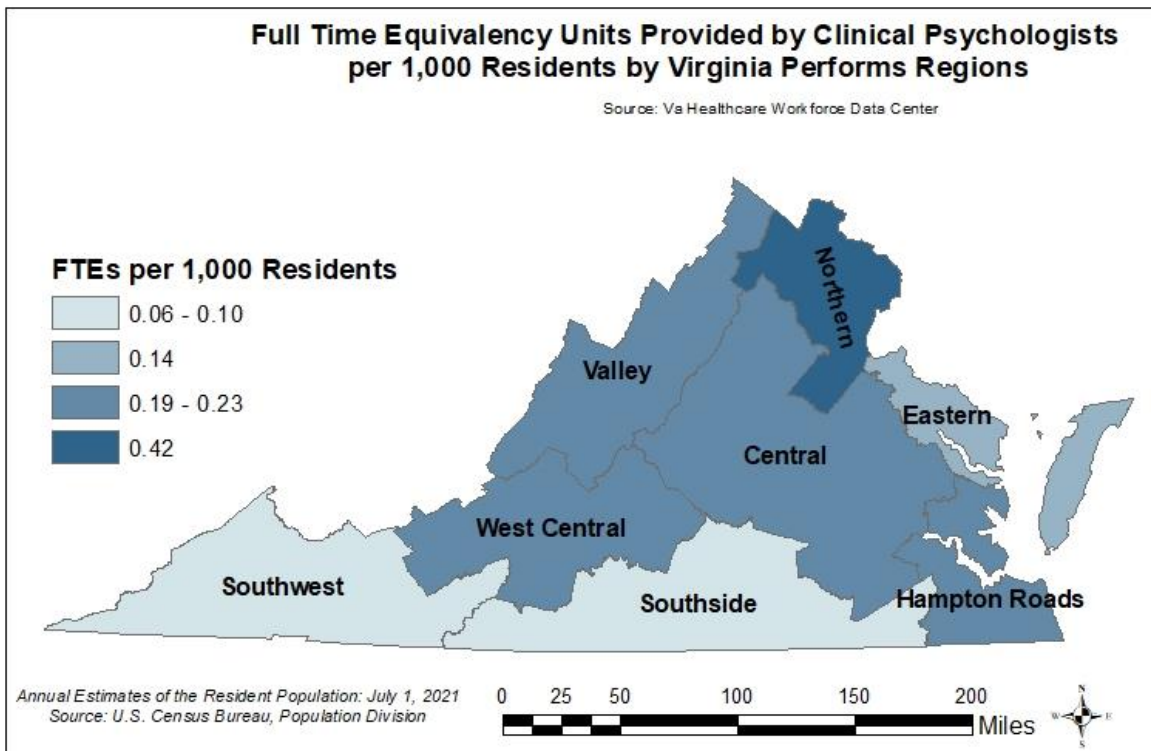 Full Time Equivalency Units Provided by Clinical Psychologists
per 1,000 Residents by Virginia Performs Regions
Source: Va Healthcare Workforce Data Center
FTEs per 1,000 Residents
0.06 - 0.10
0.14
0.19 - 0.23
0.42
Northern
Valley
Eastern
Central
West Central
Southwest
Southside
Hampton Roads
Annual Estimates of the Resident Population: July 1, 2021
Source: U.S. Census Bureau, Population Division
0 25 50 100 150 200
Miles
N
W E
S